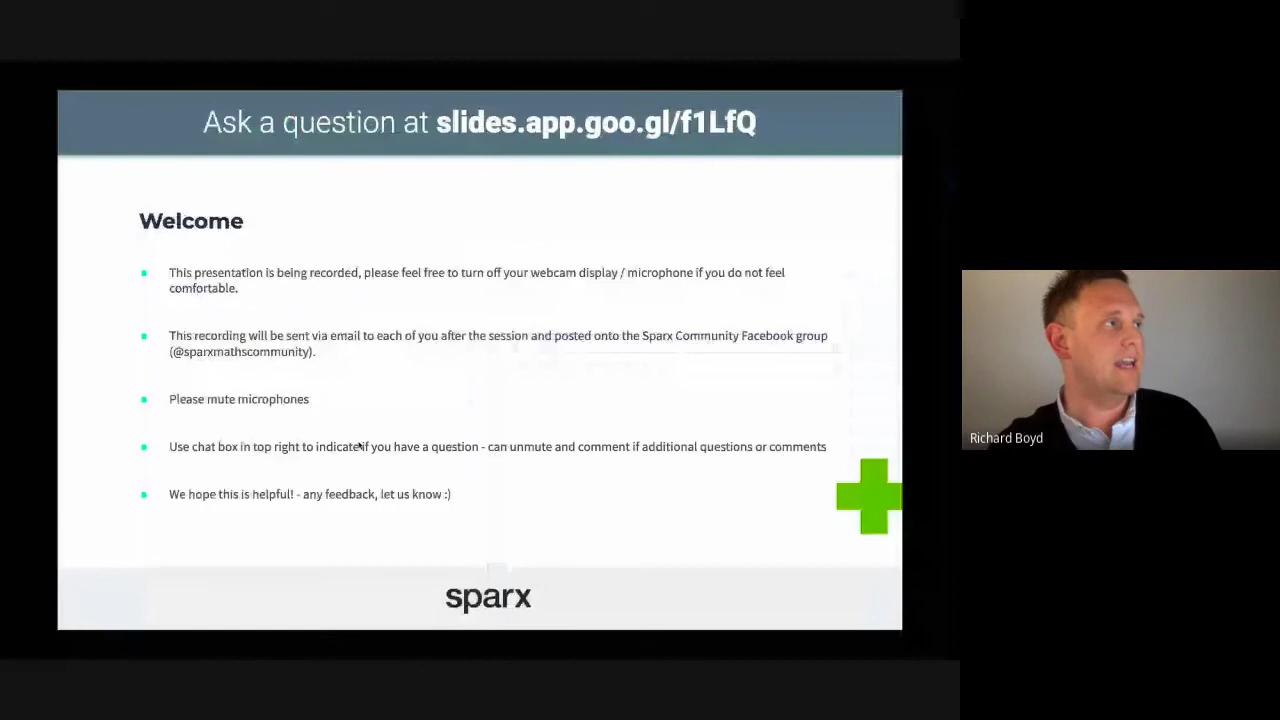 Ask a question at slides.app.goo.gl/f1LfQ
Welcome
This presentation is being recorded, please feel free to turn off your webcam display / microphone if you do not feel
comfortable.
This recording will be sent via email to each of you after the session and posted onto the Sparx Community Facebook group
(@sparxmathscommunity).
Please mute microphones
Use chat box in top right to indicate if you have a question - can unmute and comment if additional questions or comments
We hope this is helpful! - any feedback, let us know :)
sparx
Richard Boyd